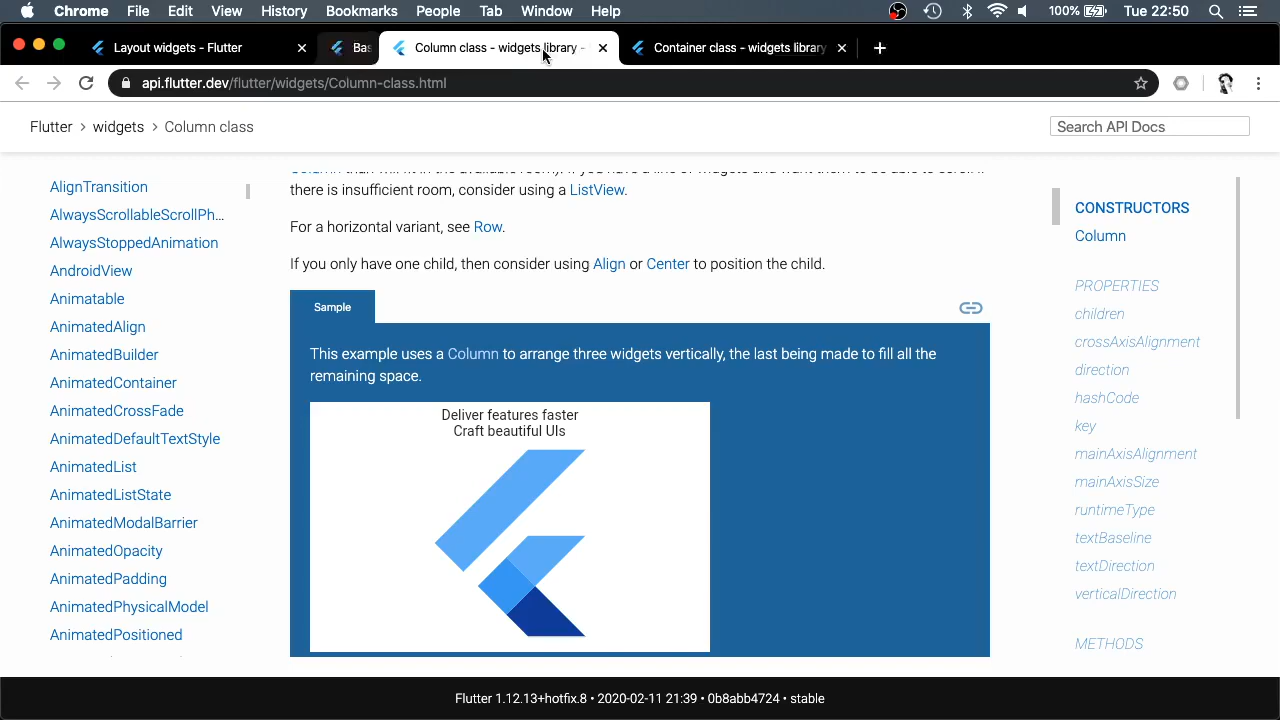 Chrome File Edit View History Bookmarks People Tab Window Help 100% Tue 22:50
Layout widgets - Flutter Bas Column class - widgets library - Container class - widgets library
api.flutter.dev/flutter/widgets/Column-class.html
Flutter > widgets > Column class Search API Docs
AlignTransition
AlwaysScrollableScrollPh...
AlwaysStoppedAnimation
AndroidView
Animatable
AnimatedAlign
AnimatedBuilder
AnimatedContainer
AnimatedCrossFade
AnimatedDefaultTextStyle
AnimatedList
AnimatedListState
AnimatedModalBarrier
AnimatedOpacity
AnimatedPadding
AnimatedPhysicalModel
AnimatedPositioned
there is insufficient room, consider using a ListView.
For a horizontal variant, see Row.
If you only have one child, then consider using Align or Center to position the child.
Sample
This example uses a Column to arrange three widgets vertically, the last being made to fill all the
remaining space.
Deliver features faster
Craft beautiful UIs
CONSTRUCTORS
Column
PROPERTIES
children
crossAxisAlignment
direction
hashCode
key
mainAxisAlignment
mainAxisSize
runtimeType
textBaseline
textDirection
verticalDirection
METHODS
Flutter 1.12.13+hotfix.8 • 2020-02-11 21:39 • 0b8abb4724 • stable